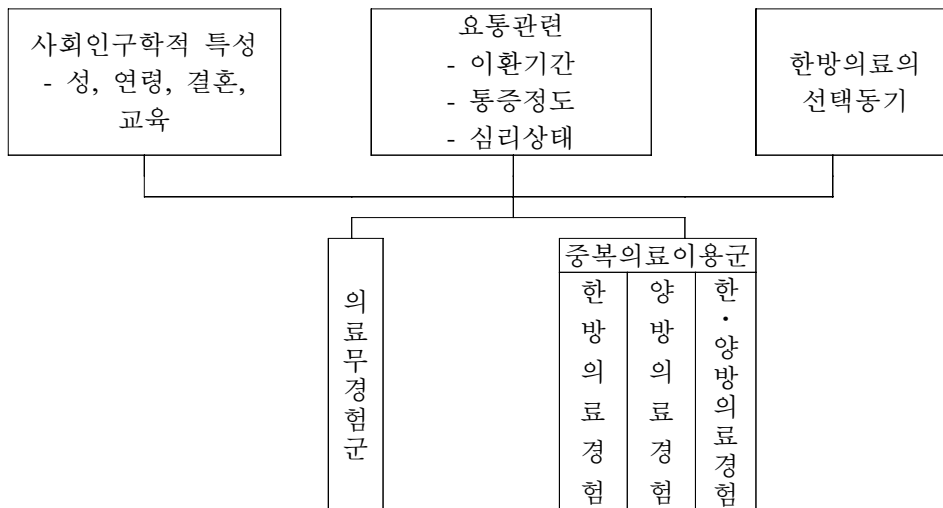 사회인구학적 특성
- 성, 연령, 결혼,
교육
요통관련
- 이환기간
- 통증정도
- 심리상태
한방의료의
선택동기
의료무경험군
중복의료이용군
한방의료경험
양방의료경험
한·양방의료경험